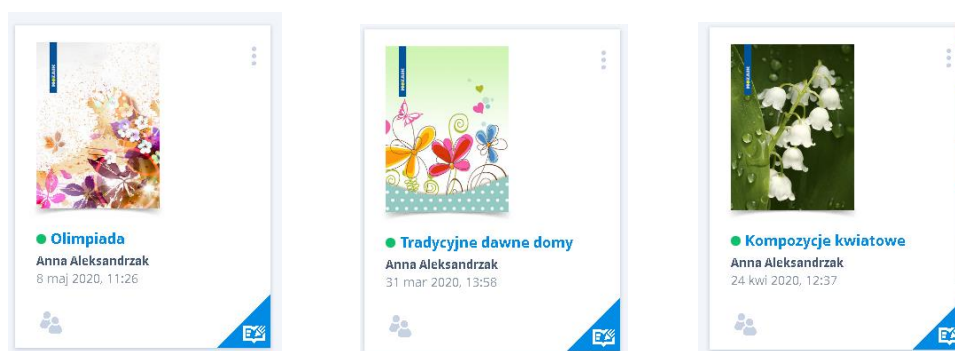 Olimpiada
Anna Aleksandrzak
8 maj 2020, 11:26
Tradycyjne dawne domy
Anna Aleksandrzak
31 mar 2020, 13:58
Kompozycje kwiatowe
Anna Aleksandrzak
24 kwi 2020, 12:37